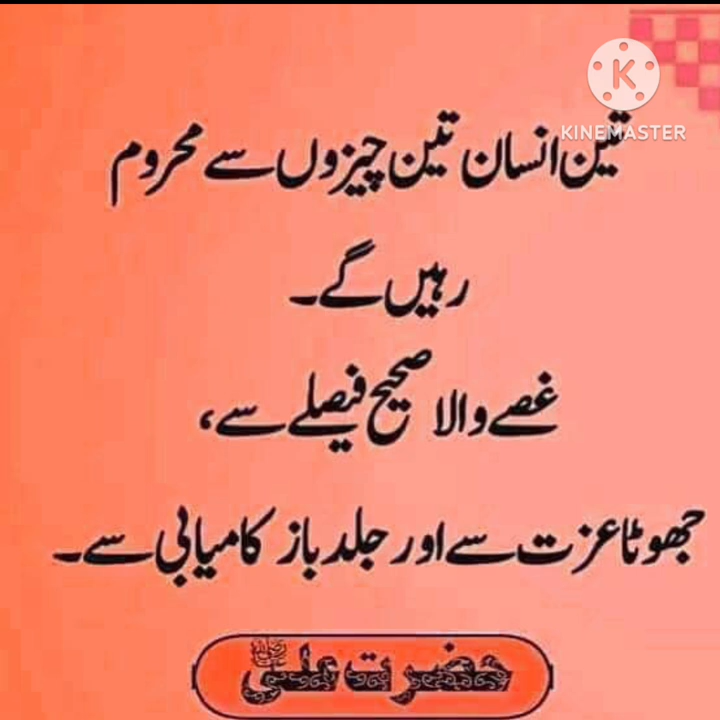 K
KINEMASTER
تین انسان تین چیزوں سے محروم
رہیں گے۔
غصے والا صحیح فیصلے سے،
جھوٹا عزت سے اور جلد باز کامیابی سے۔
حضرت علیؓ